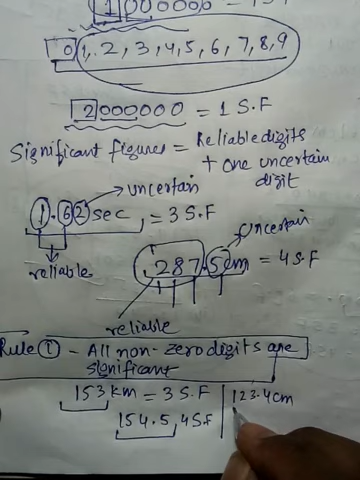 0 1, 2, 3, 4, 5, 6, 7, 8, 9
2000000 = 1 S.F
Significant figures = Reliable digits
+ one uncertain
digit
uncertain
1.62 sec, = 3 S.F
Uncertain
reliable
287.5 cm = 4 S.F
reliable
Rule ① - All non-zero digits are
significant
153 km = 3 S.F | 123.4 cm
154.5, 4 S.F